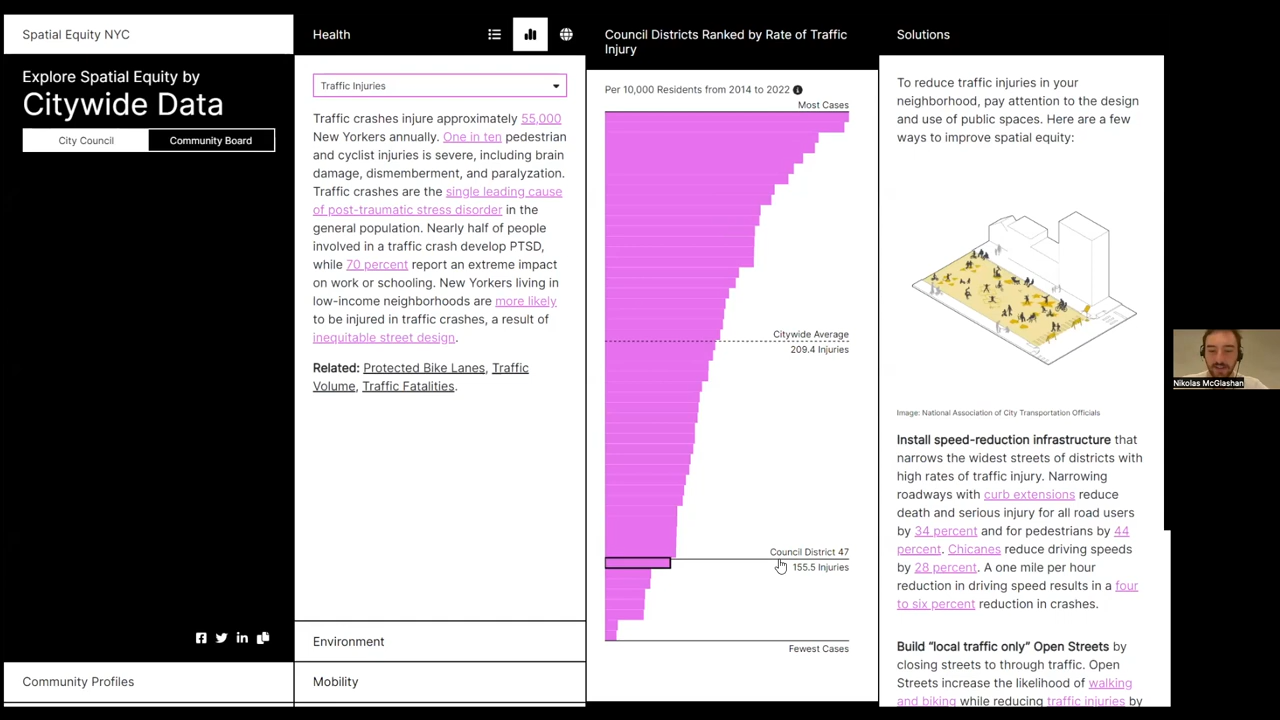 Spatial Equity NYC
Explore Spatial Equity by
Citywide Data
City Council
Community Board
Community Profiles
Health
Traffic Injuries
Traffic crashes injure approximately 55,000
New Yorkers annually. One in ten pedestrian
and cyclist injuries is severe, including brain
damage, dismemberment, and paralyzation.
Traffic crashes are the single leading cause
of post-traumatic stress disorder in the
general population. Nearly half of people
involved in a traffic crash develop PTSD,
while 70 percent report an extreme impact
on work or schooling. New Yorkers living in
low-income neighborhoods are more likely
to be injured in traffic crashes, a result of
inequitable street design.
Related: Protected Bike Lanes, Traffic
Volume, Traffic Fatalities.
Environment
Mobility
Council Districts Ranked by Rate of Traffic
Injury
Per 10,000 Residents from 2014 to 2022
Most Cases
Citywide Average
209.4 Injuries
Council District 47
155.5 Injuries
Fewest Cases
Solutions
To reduce traffic injuries in your
neighborhood, pay attention to the design
and use of public spaces. Here are a few
ways to improve spatial equity:
Image: National Association of City Transportation Officials
Install speed-reduction infrastructure that
narrows the widest streets of districts with
high rates of traffic injury. Narrowing
roadways with curb extensions reduce
death and serious injury for all road users
by 34 percent and for pedestrians by 44
percent. Chicanes reduce driving speeds
by 28 percent. A one mile per hour
reduction in driving speed results in a four
to six percent reduction in crashes.
Build “local traffic only” Open Streets by
closing streets to through traffic. Open
Streets increase the likelihood of walking
and biking while reducing traffic injuries by
Nikolas McGlashan